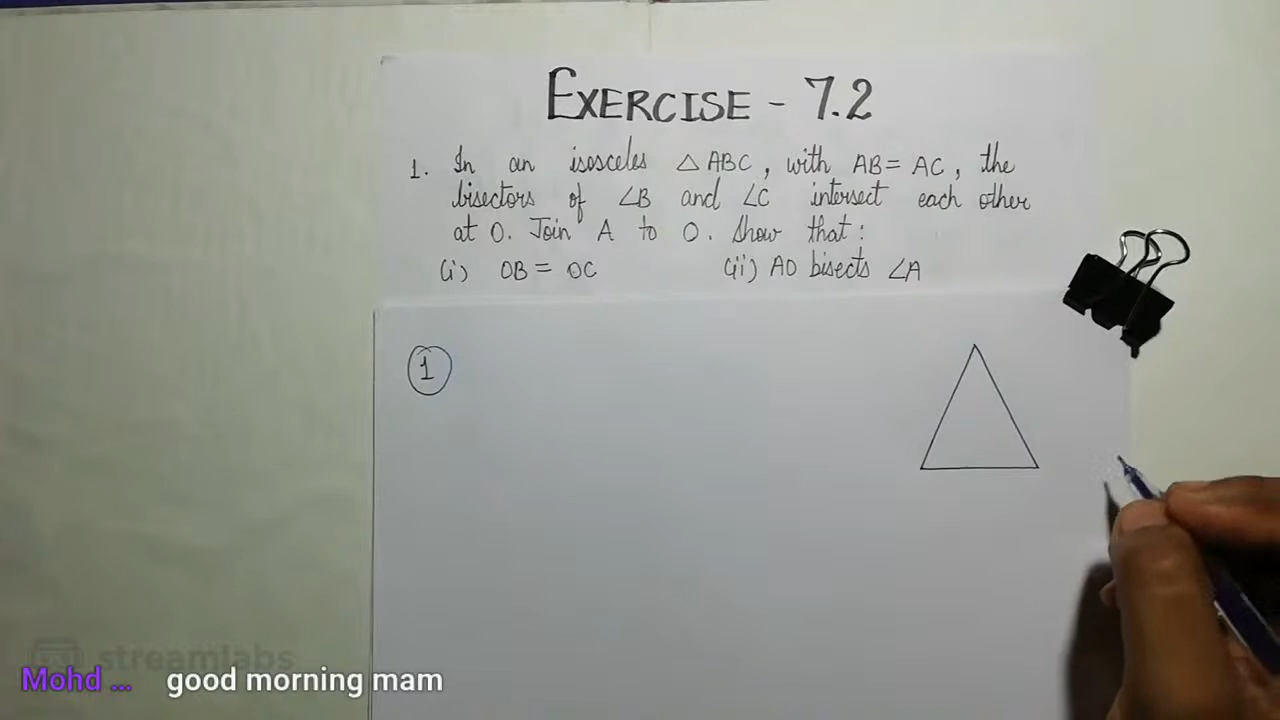 EXERCISE - 7.2
1. In an isosceles △ ABC, with AB = AC, the
bisectors of ∠B and ∠C intersect each other
at O. Join A to O. Show that:
(i) OB = OC (ii) AO bisects ∠A
1
streamlabs
Mohd ... good morning mam